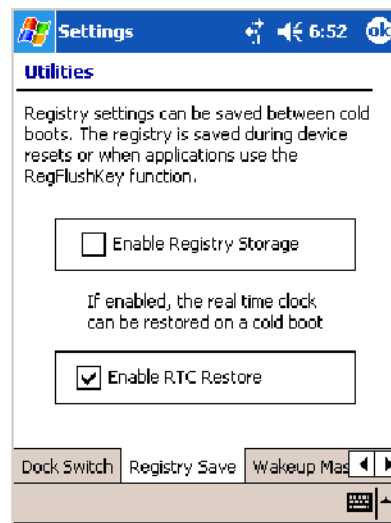 Settings 6:52 ok
Utilities
Registry settings can be saved between cold
boots. The registry is saved during device
resets or when applications use the
RegFlushKey function.
Enable Registry Storage
If enabled, the real time clock
can be restored on a cold boot
Enable RTC Restore
Dock Switch Registry Save Wakeup Mas